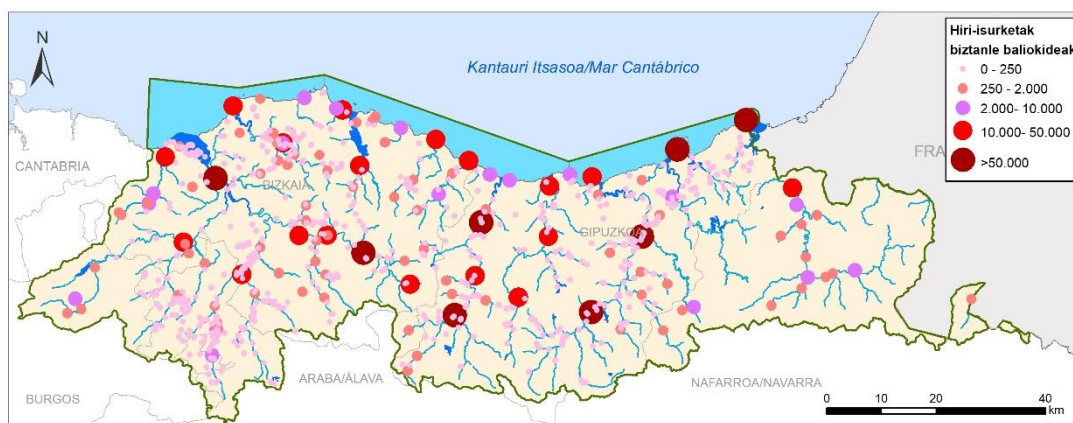 N
Kantauri Itsasoa/Mar Cantábrico
Hiri-isurketak
biztanle baliokideak
0 - 250
250 - 2.000
2.000- 10.000
10.000- 50.000
>50.000
CANTABRIA
FRA
BIZKAIA
GIPUZKOA
ARABA/ÁLAVA
NAFARROA/NAVARRA
BURGOS
0 10 20 40
km